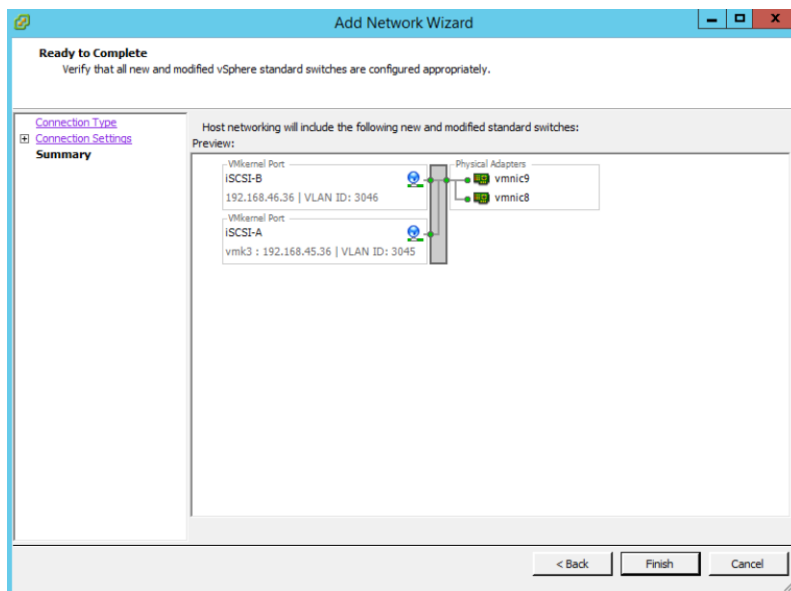 Add Network Wizard
Ready to Complete
Verify that all new and modified vSphere standard switches are configured appropriately.
Connection Type
Connection Settings
Summary
Host networking will include the following new and modified standard switches:
Preview:
VMkernel Port
iSCSI-B
192.168.46.36 | VLAN ID: 3046
VMkernel Port
iSCSI-A
vmk3 : 192.168.45.36 | VLAN ID: 3045
Physical Adapters
vmnic9
vmnic8
< Back
Finish
Cancel